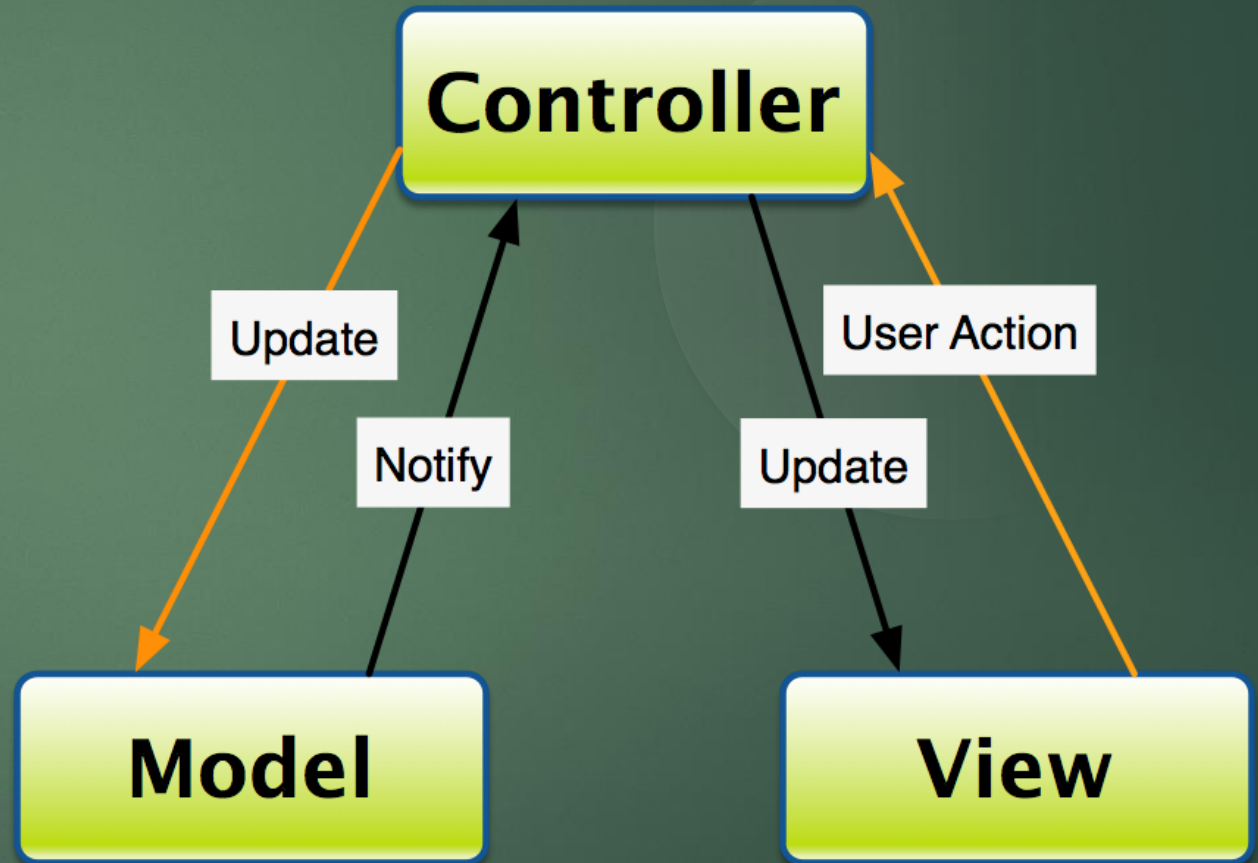 Controller
Update
User Action
Notify
Update
Model
View